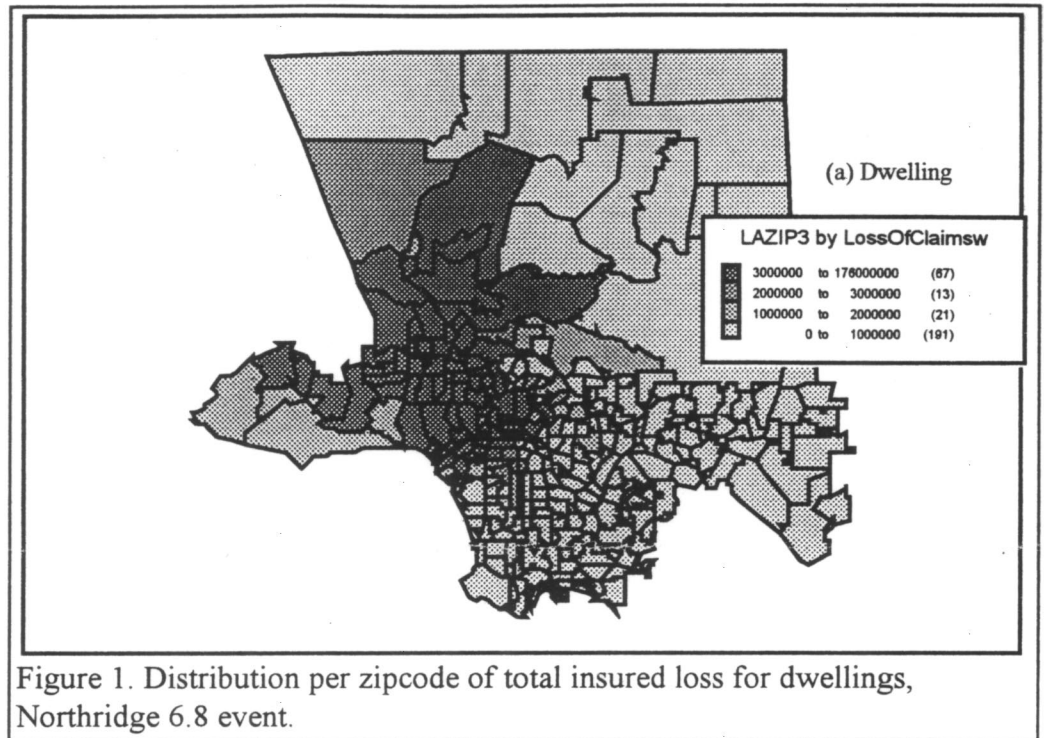 (a) Dwelling
LAZIP3 by LossOfClaimsw
3000000 to 176000000 (67)
2000000 to 3000000 (13)
1000000 to 2000000 (21)
0 to 1000000 (191)
Figure 1. Distribution per zipcode of total insured loss for dwellings,
Northridge 6.8 event.